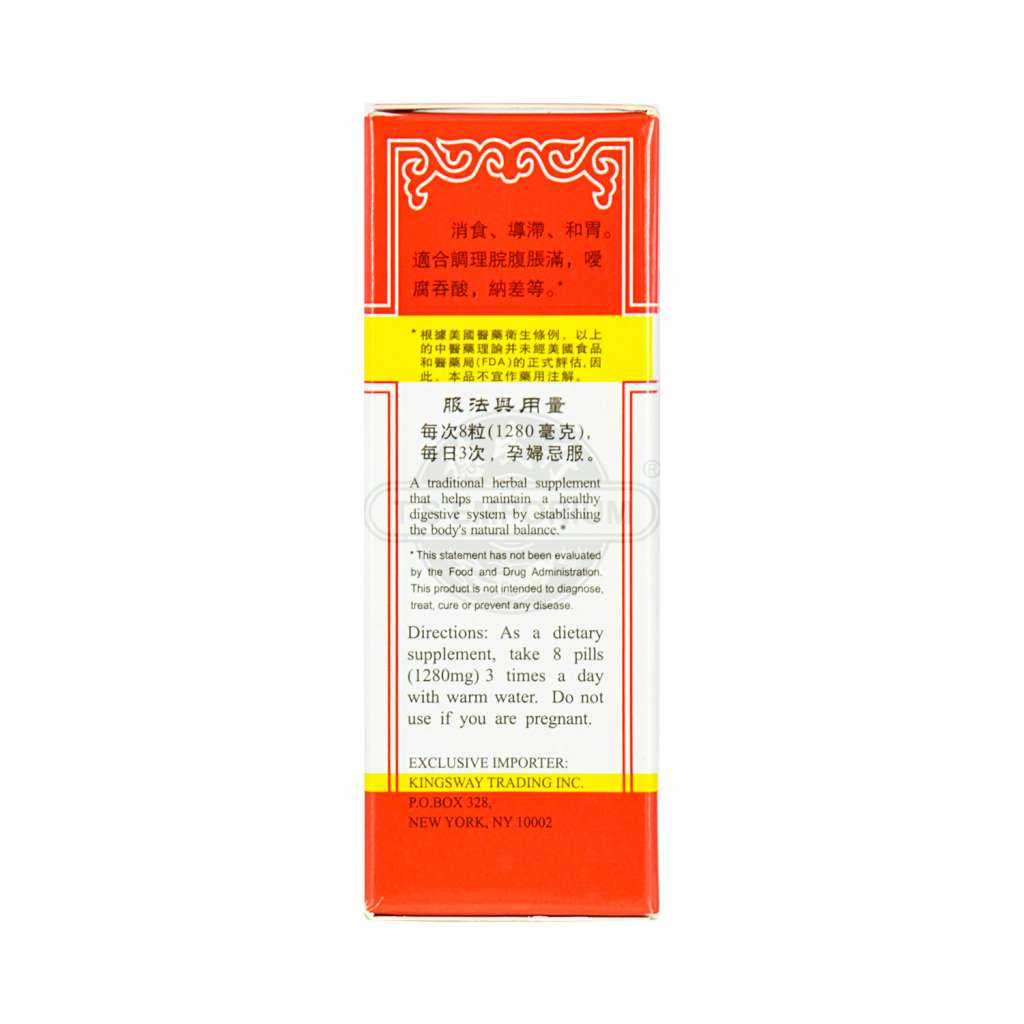 消食、導滯、和胃。
適合調理脘腹脹滿，噯
腐吞酸，納差等。*
*根據美國醫藥衛生條例，以上
的中醫藥理論并未經美國食品
和醫藥局(FDA)的正式評估,因
此，本品不宜作藥用注解。
服法與用量
每次8粒(1280毫克)，
每日3次，孕婦忌服。
A traditional herbal supplement
that helps maintain a healthy
digestive system by establishing
the body's natural balance.*
*This statement has not been evaluated
by the Food and Drug Administration.
This product is not intended to diagnose,
treat, cure or prevent any disease.
Directions: As a dietary
supplement, take 8 pills
(1280mg) 3 times a day
with warm water. Do not
use if you are pregnant.
EXCLUSIVE IMPORTER:
KINGSWAY TRADING INC.
P.O.BOX 328,
NEW YORK, NY 10002